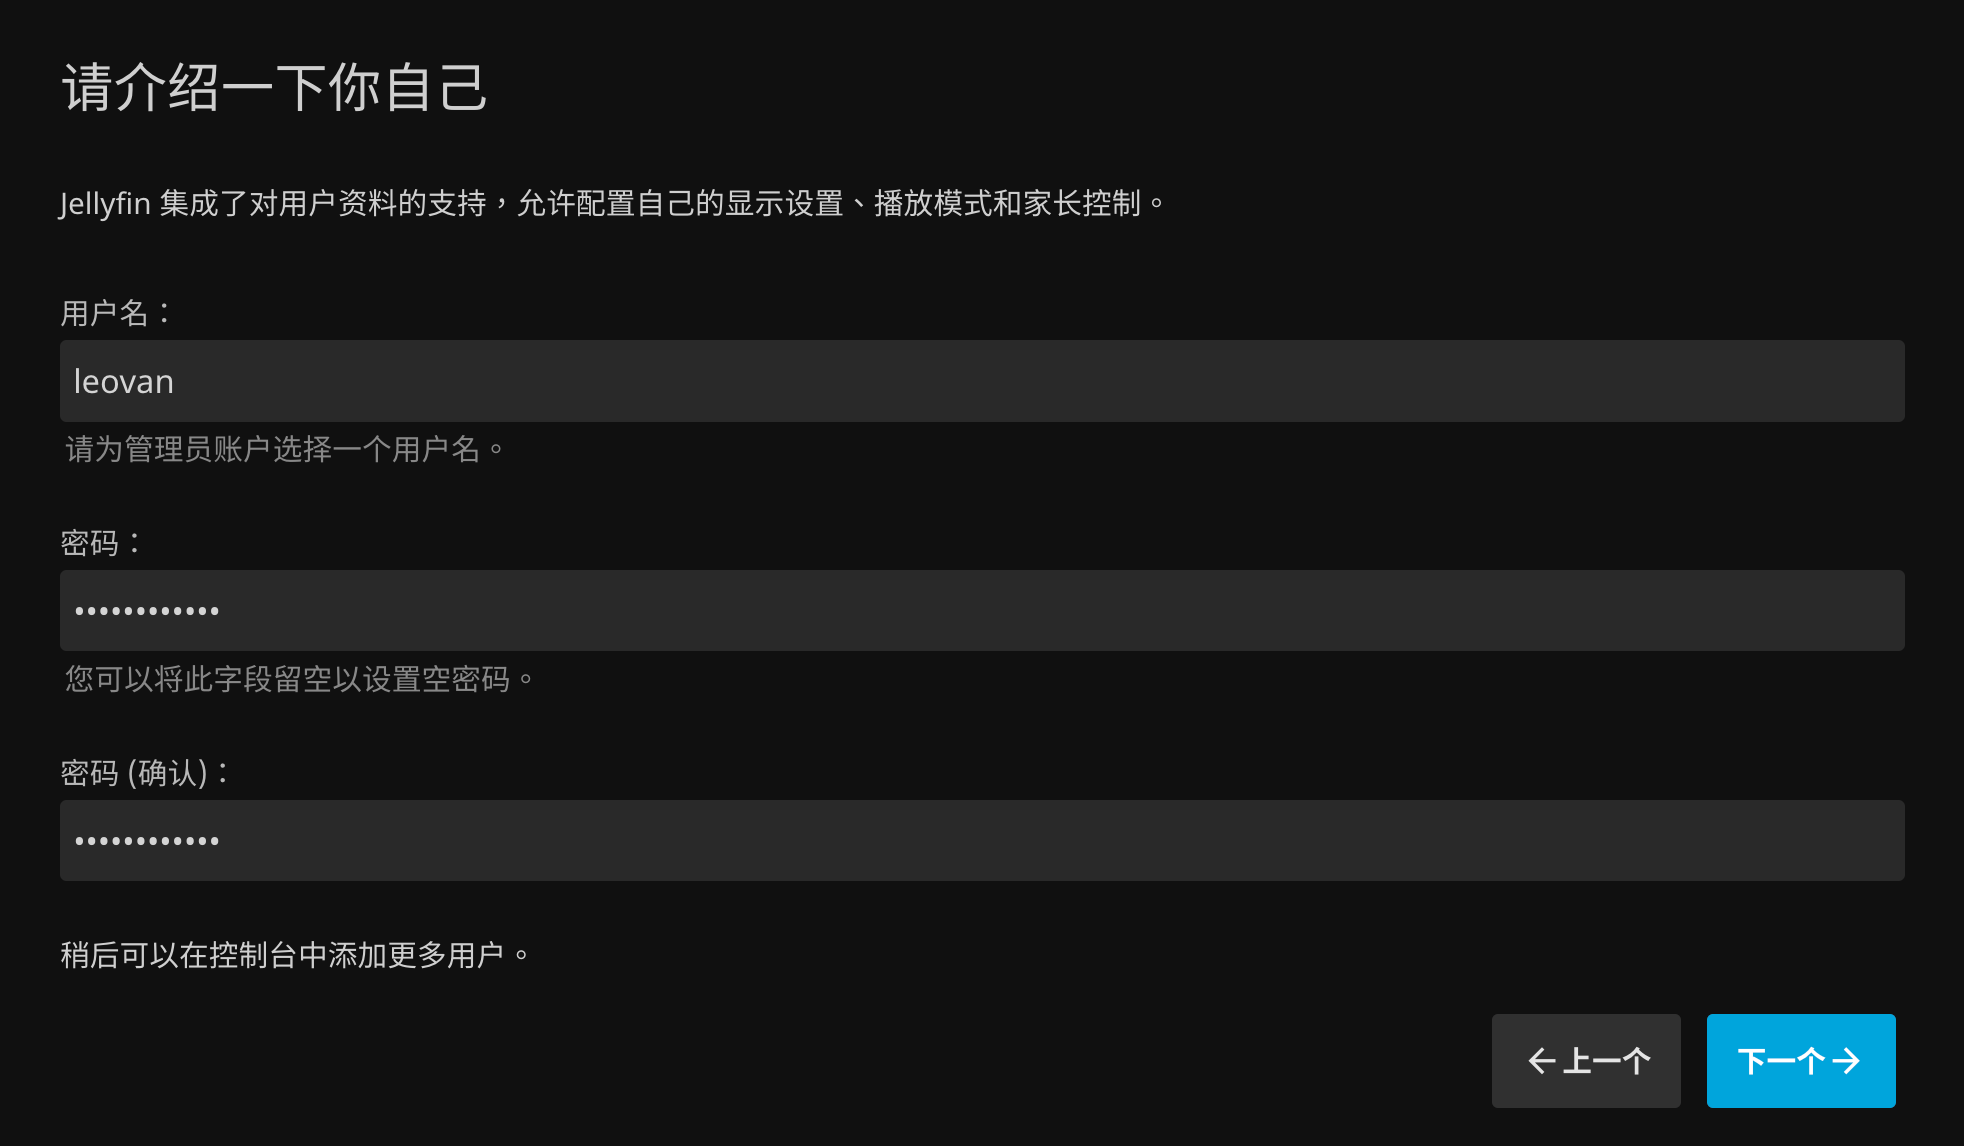 请介绍一下你自己
Jellyfin 集成了对用户资料的支持，允许配置自己的显示设置、播放模式和家长控制。
用户名：
leovan
请为管理员账户选择一个用户名。
密码：
••••••••••••
您可以将此字段留空以设置空密码。
密码 (确认)：
••••••••••••
稍后可以在控制台中添加更多用户。
←上一个
下一个→